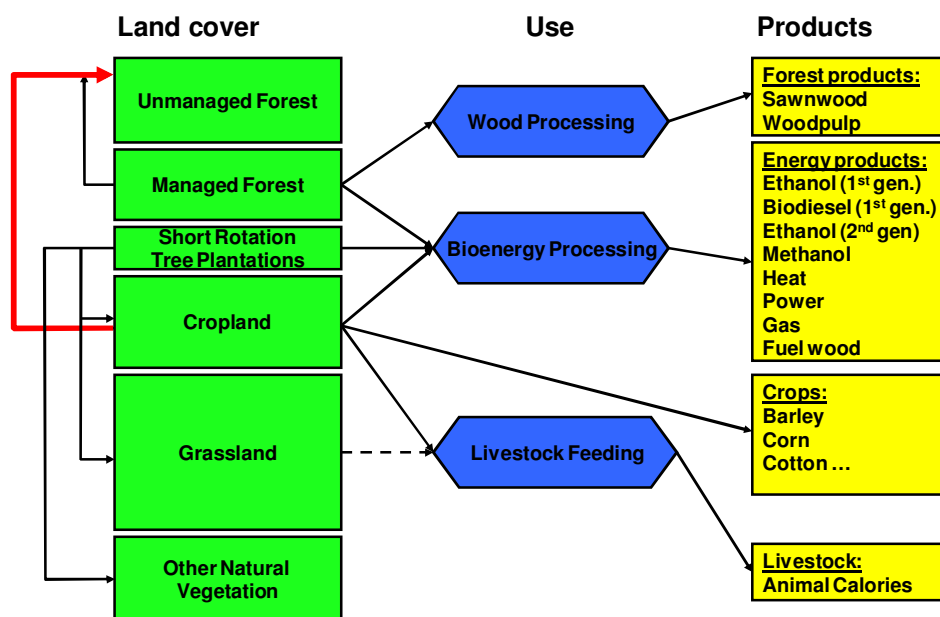 Land cover
Use
Products
Unmanaged Forest
Managed Forest
Short Rotation
Tree Plantations
Cropland
Grassland
Other Natural
Vegetation
Wood Processing
Bioenergy Processing
Livestock Feeding
Forest products:
Sawnwood
Woodpulp
Energy products:
Ethanol (1st gen.)
Biodiesel (1st gen.)
Ethanol (2nd gen)
Methanol
Heat
Power
Gas
Fuel wood
Crops:
Barley
Corn
Cotton …
Livestock:
Animal Calories